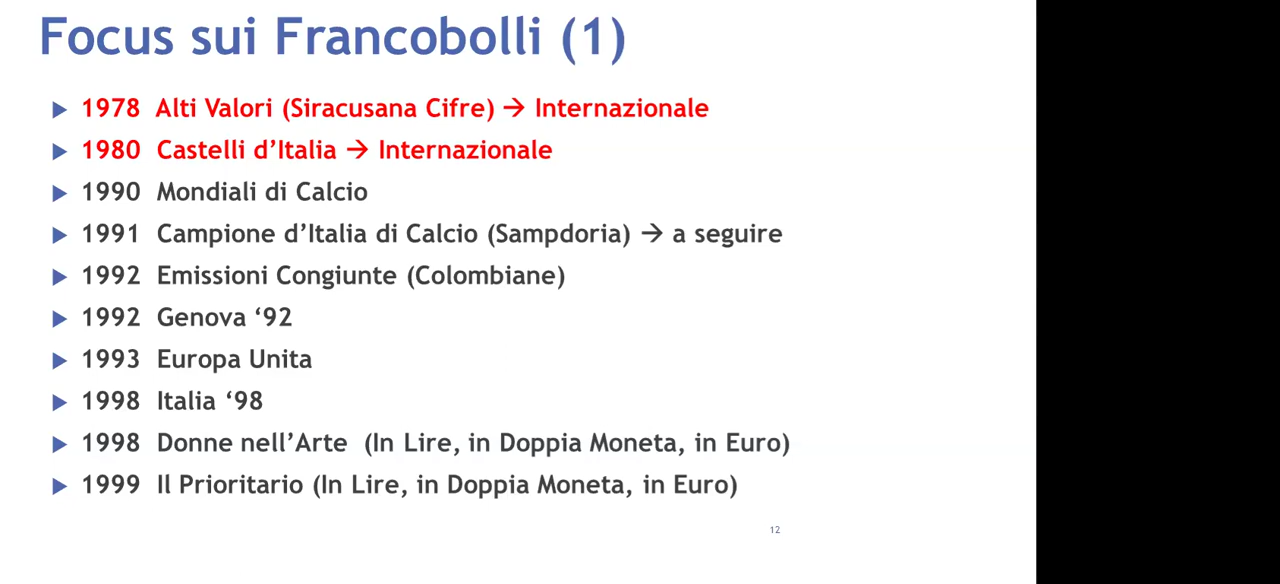 Focus sui Francobolli (1)
1978 Alti Valori (Siracusana Cifre) → Internazionale
1980 Castelli d’Italia → Internazionale
1990 Mondiali di Calcio
1991 Campione d’Italia di Calcio (Sampdoria) → a seguire
1992 Emissioni Congiunte (Colombiane)
1992 Genova ‘92
1993 Europa Unita
1998 Italia ‘98
1998 Donne nell’Arte (In Lire, in Doppia Moneta, in Euro)
1999 Il Prioritario (In Lire, in Doppia Moneta, in Euro)
12